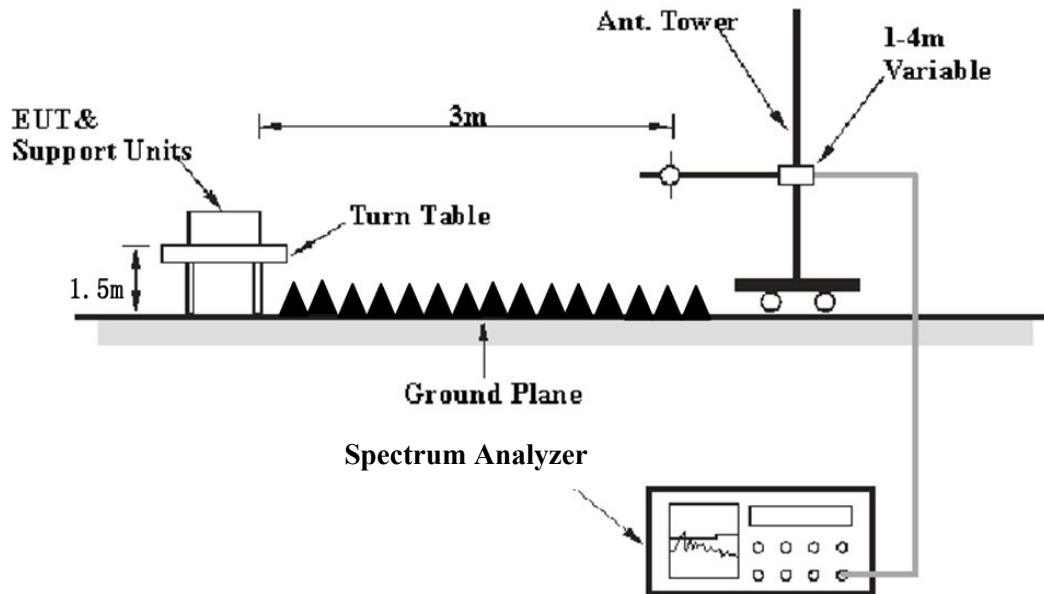 Ant. Tower
1-4m
Variable
3m
EUT&
Support Units
Turn Table
1.5m
Ground Plane
Spectrum Analyzer